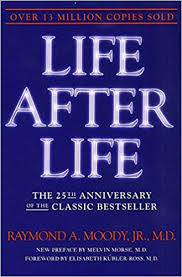 OVER 13 MILLION COPIES SOLD
LIFE
AFTER
LIFE
THE 25TH ANNIVERSARY
OF THE CLASSIC BESTSELLER
RAYMOND A. MOODY, JR., M.D.
NEW PREFACE BY MELVIN MORSE, M.D.
FOREWORD BY ELISABETH KÜBLER-ROSS, M.D.